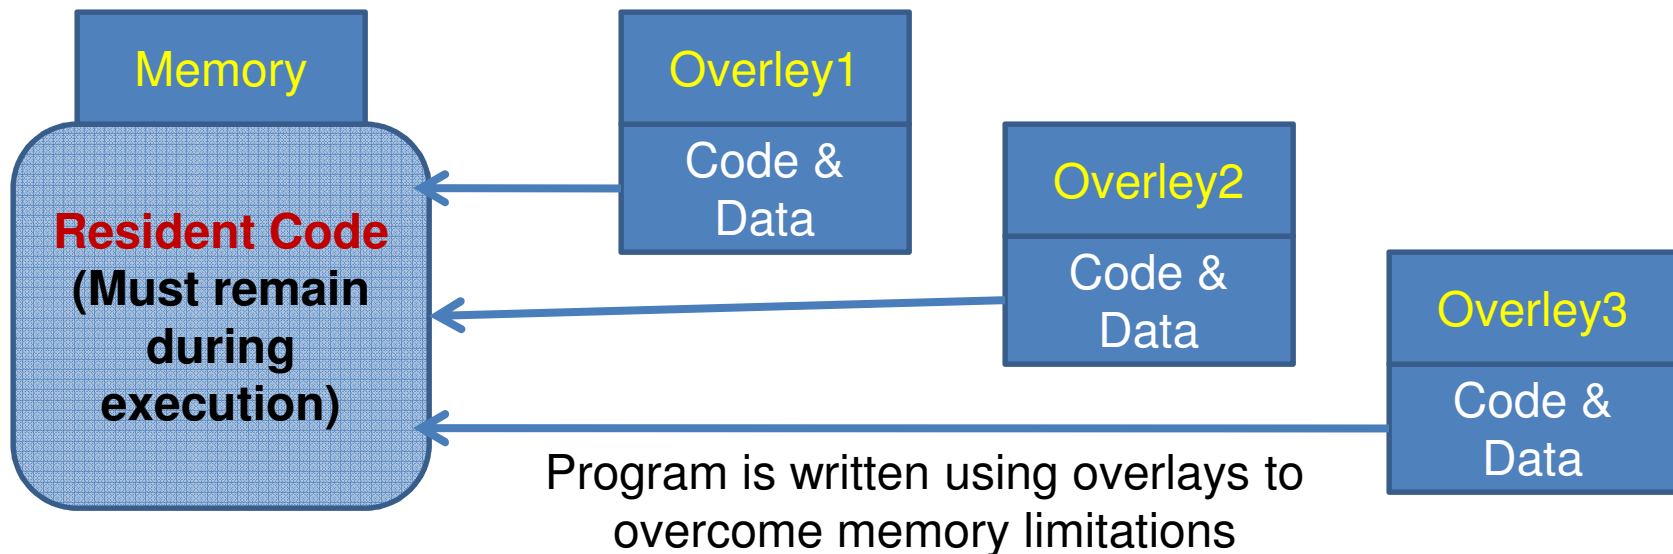 Memory
Resident Code
(Must remain
during
execution)
Overley1
Code &
Data
Overley2
Code &
Data
Overley3
Code &
Data
Program is written using overlays to
overcome memory limitations